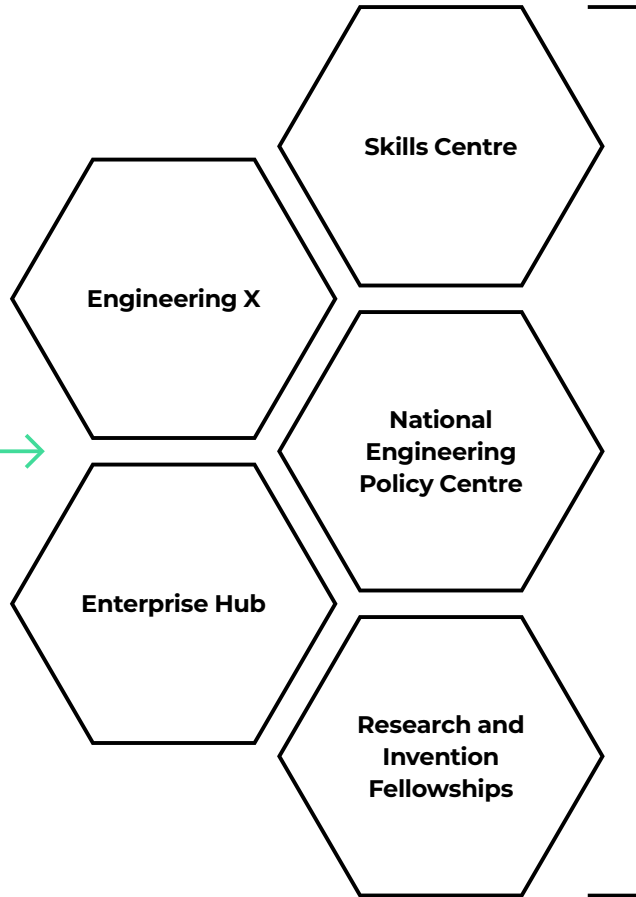 Skills Centre
Engineering X
National
Engineering
Policy Centre
Enterprise Hub
Research and
Invention
Fellowships